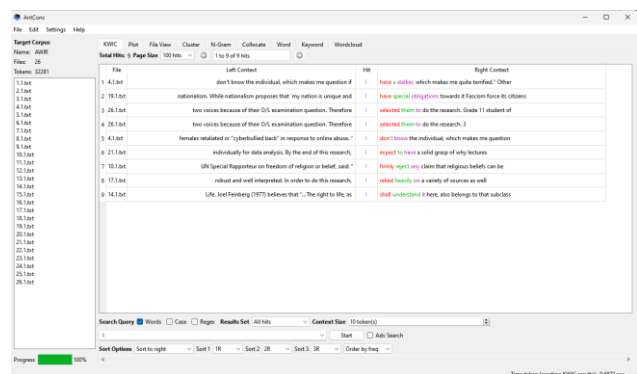 AntConc
File Edit Settings Help
Target Corpus
Name: AWIR
Files: 26
Tokens: 32281
1.1.txt
2.1.txt
3.1.txt
4.1.txt
5.1.txt
6.1.txt
7.1.txt
8.1.txt
9.1.txt
10.1.txt
11.1.txt
12.1.txt
13.1.txt
14.1.txt
15.1.txt
16.1.txt
17.1.txt
18.1.txt
19.1.txt
20.1.txt
21.1.txt
22.1.txt
23.1.txt
24.1.txt
25.1.txt
26.1.txt
Progress 100%
KWIC Plot File View Cluster N-Gram Collocate Word Keyword Wordcloud
Total Hits: 9 Page Size 100 hits 1 to 9 of 9 hits
File Left Context Hit Right Context
1 4.1.txt don't know the individual, which makes me question if I have a stalker, which makes me quite terrified." Other
2 19.1.txt nationalism. While nationalism proposes that 'my nation is unique and I have special obligations towards it Fascism force its citizens
3 26.1.txt two voices because of their O/L examination question. Therefore I selected them to do the research. Grade 11 student of
4 26.1.txt two voices because of their O/L examination question. Therefore I selected them to do the research. 3
5 4.1.txt females retaliated or "cyberbullied back" in response to online abuse. " I don't know the individual, which makes me question
6 21.1.txt individually for data analysis. By the end of this research, I expect to have a solid grasp of why lectures
7 10.1.txt UN Special Rapporteur on freedom of religion or belief, said: " I firmly reject any claim that religious beliefs can be
8 17.1.txt robust and well interpreted. In order to do this research, I relied heavily on a variety of sources as well
9 14.1.txt Life. Joel Feinberg (1977) believes that "...The right to life, as I shall understand it here, also belongs to that subclass
Search Query Words Case Regex Results Set All hits Context Size 10 token(s)
I Start Adv Search
Sort Options Sort to right Sort 1 1R Sort 2 2R Sort 3 3R Order by freq